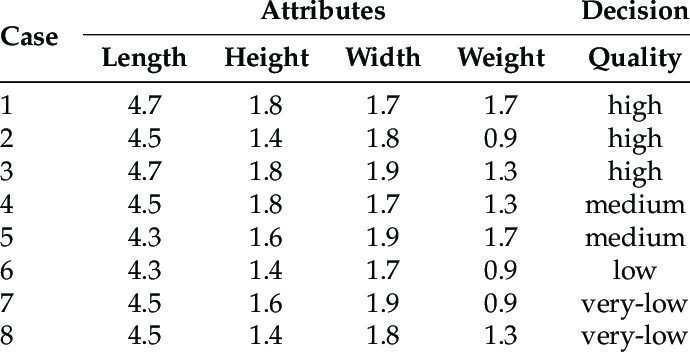 Case Attributes Decision
Length Height Width Weight Quality
1 4.7 1.8 1.7 1.7 high
2 4.5 1.4 1.8 0.9 high
3 4.7 1.8 1.9 1.3 high
4 4.5 1.8 1.7 1.3 medium
5 4.3 1.6 1.9 1.7 medium
6 4.3 1.4 1.7 0.9 low
7 4.5 1.6 1.9 0.9 very-low
8 4.5 1.4 1.8 1.3 very-low